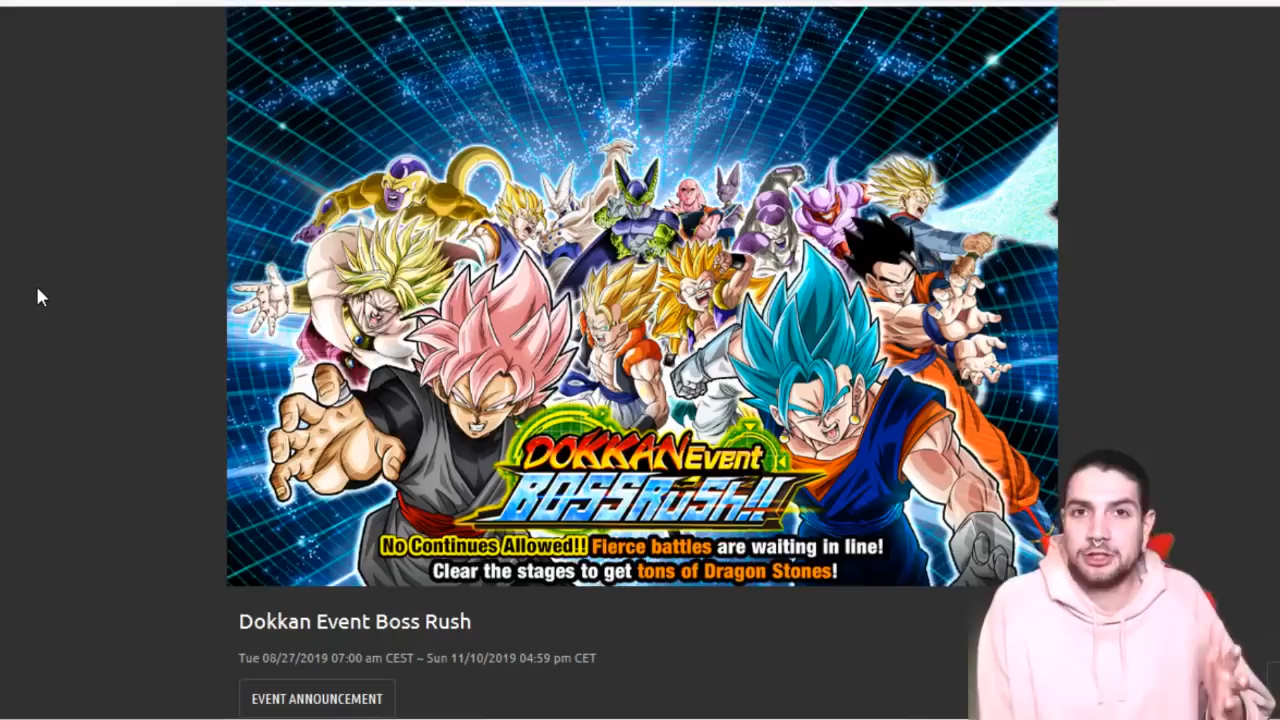 DOKKAN Event
BOSSRUSH!!
No Continues Allowed!! Fierce battles are waiting in line!
Clear the stages to get tons of Dragon Stones!
Dokkan Event Boss Rush
Tue 08/27/2019 07:00 am CEST ~ Sun 11/10/2019 04:59 pm CET
EVENT ANNOUNCEMENT